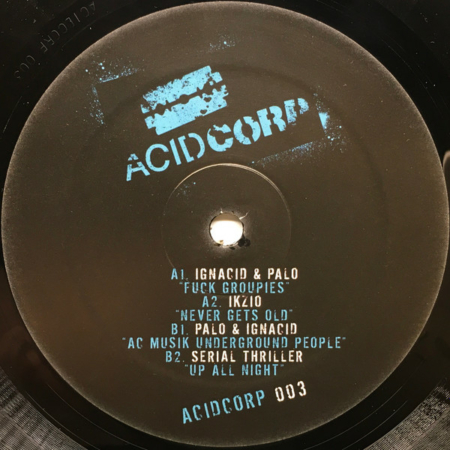 ACIDCORP
A1. IGNACID & PALO
"FUCK GROUPIES"
A2. IKZIO
"NEVER GETS OLD"
B1. PALO & IGNACID
"AC MUSIK UNDERGROUND PEOPLE"
B2. SERIAL THRILLER
"UP ALL NIGHT"
ACIDCORP 003